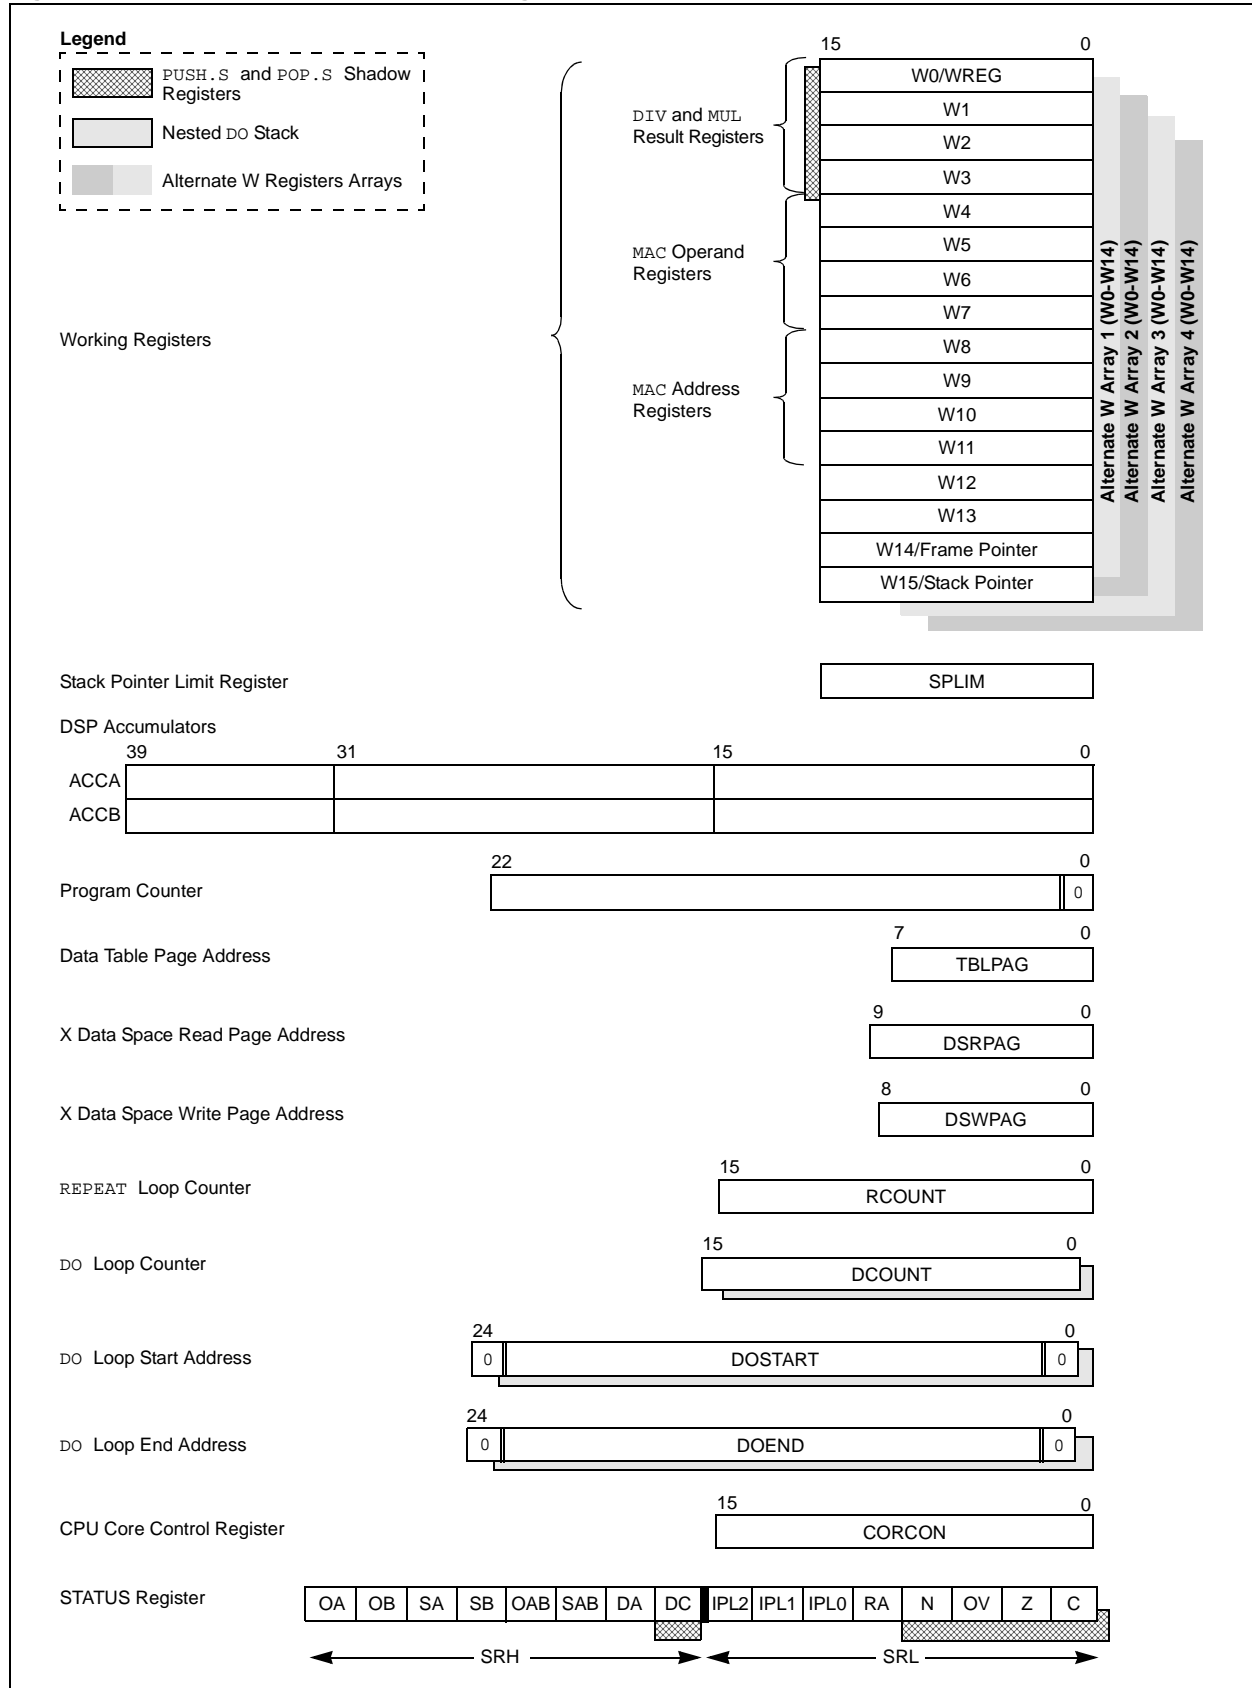 Legend
PUSH.S and POP.S Shadow
Registers
Nested DO Stack
Alternate W Registers Arrays
15 0
W0/WREG
W1
W2
W3
W4
W5
W6
W7
W8
W9
W10
W11
W12
W13
W14/Frame Pointer
W15/Stack Pointer
DIV and MUL
Result Registers
MAC Operand
Registers
MAC Address
Registers
Working Registers
Alternate W Array 1 (W0-W14)
Alternate W Array 2 (W0-W14)
Alternate W Array 3 (W0-W14)
Alternate W Array 4 (W0-W14)
Stack Pointer Limit Register SPLIM
DSP Accumulators
39 31 15 0
ACCA
ACCB
22 0
Program Counter 0
7 0
Data Table Page Address TBLPAG
9 0
X Data Space Read Page Address DSRPAG
8 0
X Data Space Write Page Address DSWPAG
15 0
REPEAT Loop Counter RCOUNT
15 0
DO Loop Counter DCOUNT
24 0
DO Loop Start Address 0 DOSTART 0
24 0
DO Loop End Address 0 DOEND 0
15 0
CPU Core Control Register CORCON
STATUS Register OA OB SA SB OAB SAB DA DC IPL2 IPL1 IPL0 RA N OV Z C
SRH SRL